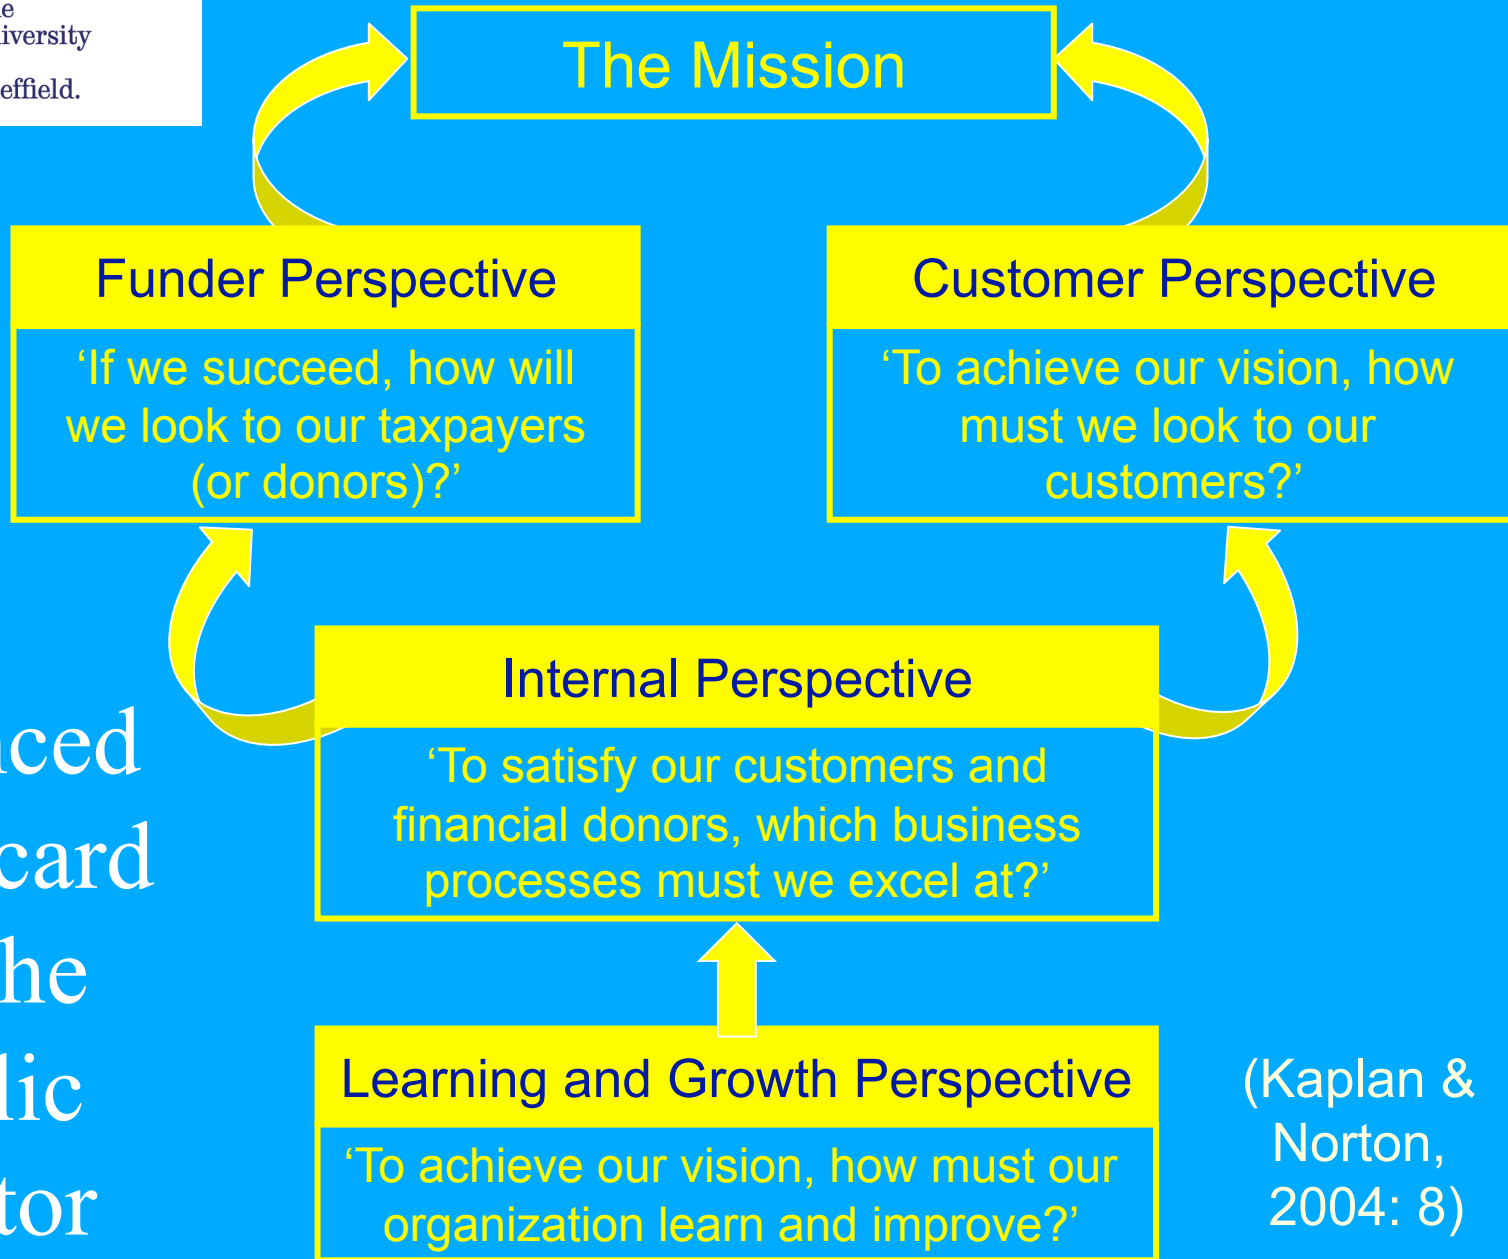 The Mission
Funder Perspective
‘If we succeed, how will
we look to our taxpayers
(or donors)?’
Customer Perspective
‘To achieve our vision, how
must we look to our
customers?’
Internal Perspective
‘To satisfy our customers and
financial donors, which business
processes must we excel at?’
Learning and Growth Perspective
‘To achieve our vision, how must our
organization learn and improve?’
(Kaplan &
Norton,
2004: 8)